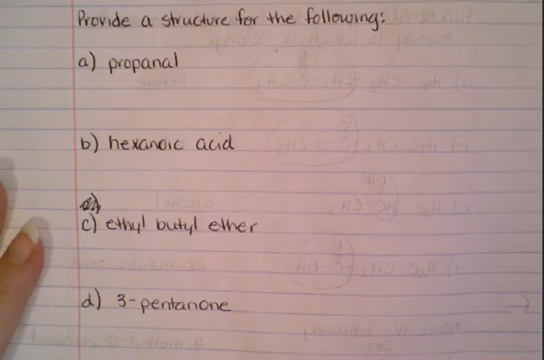 Provide a structure for the following:
a) propanal
b) hexanoic acid
c) ethyl butyl ether
d) 3-pentanone